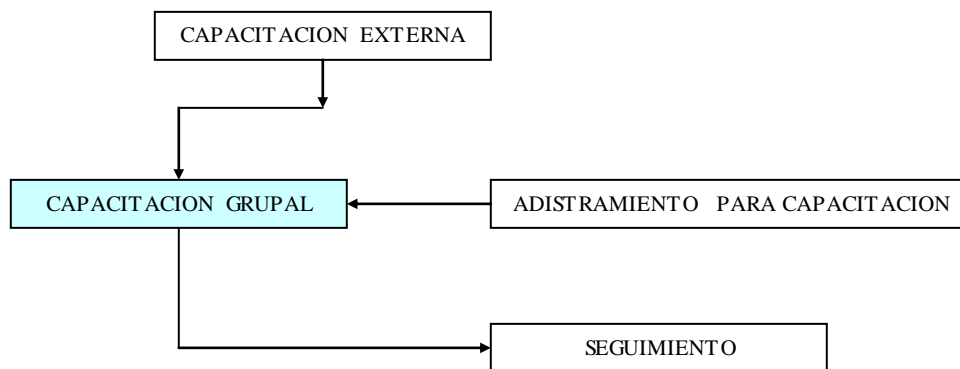 CAPACITACION EXTERNA
CAPACITACION GRUPAL
ADISTRAMIENTO PARA CAPACITACION
SEGUIMIENTO